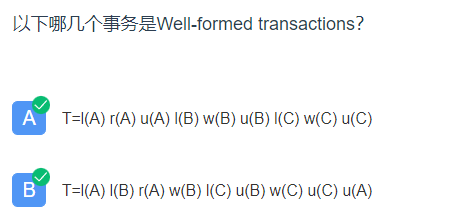 以下哪几个事务是Well-formed transactions?
A T=l(A) r(A) u(A) l(B) w(B) u(B) l(C) w(C) u(C)
B T=l(A) l(B) r(A) w(B) l(C) u(B) w(C) u(C) u(A)